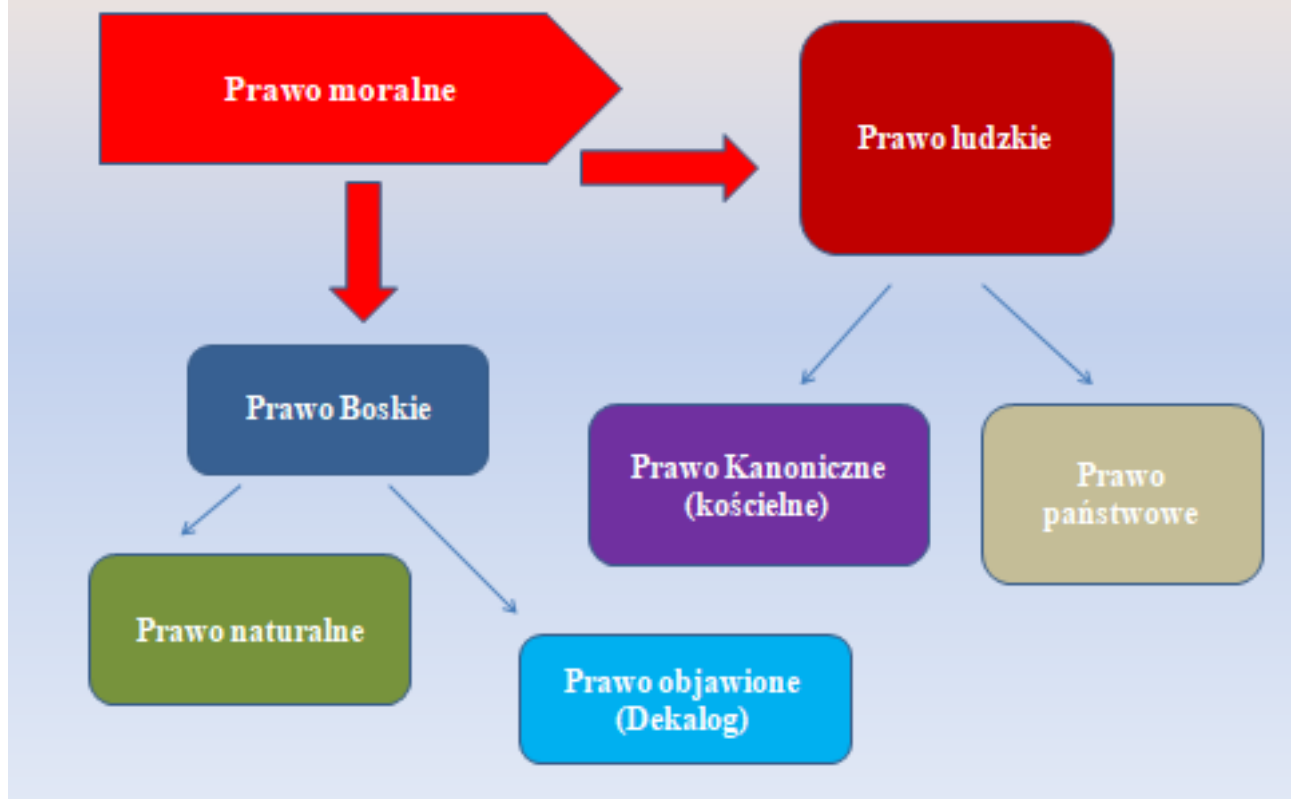 Prawo moralne
Prawo ludzkie
Prawo Boskie
Prawo Kanoniczne
(kościelne)
Prawo
państwowe
Prawo naturalne
Prawo objawione
(Dekalog)